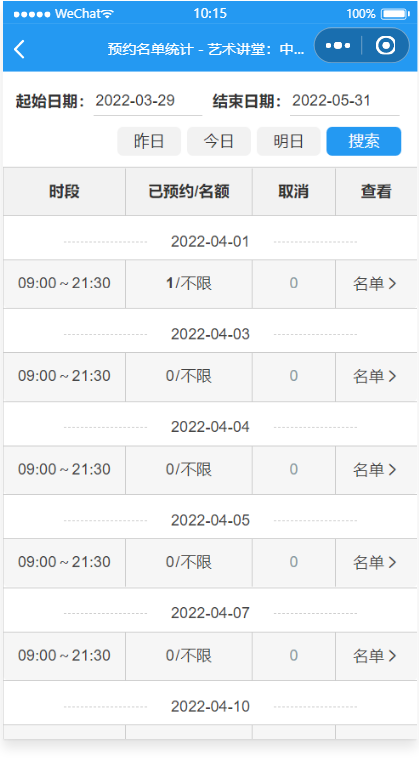 WeChat 10:15 100%
预约名单统计 - 艺术讲堂：中...
起始日期： 2022-03-29 结束日期： 2022-05-31
昨日 今日 明日 搜索
时段 已预约/名额 取消 查看
2022-04-01
09:00～21:30 1/不限 0 名单
2022-04-03
09:00～21:30 0/不限 0 名单
2022-04-04
09:00～21:30 0/不限 0 名单
2022-04-05
09:00～21:30 0/不限 0 名单
2022-04-07
09:00～21:30 0/不限 0 名单
2022-04-10